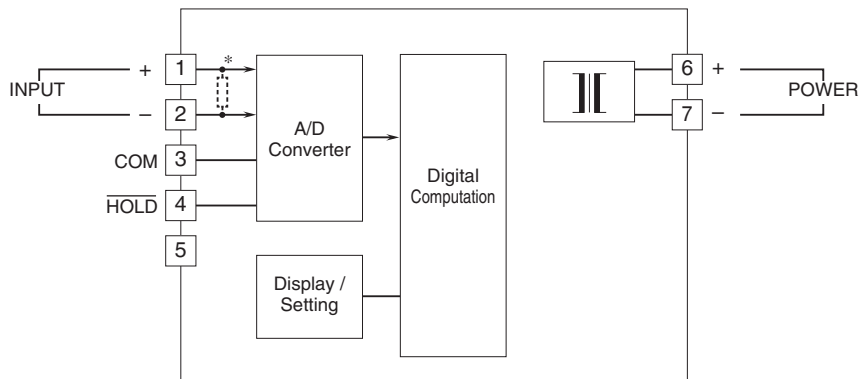 INPUT
+
1
*
−
2
COM
3
HOLD
4
5
A/D
Converter
Digital
Computation
Display /
Setting
6
+
7
−
POWER